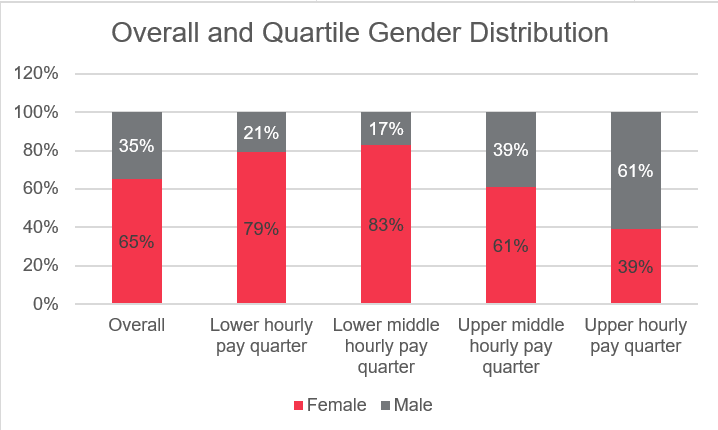 Overall and Quartile Gender Distribution
120%
100%
80%
60%
40%
20%
0%
35%
65%
21%
79%
17%
83%
39%
61%
61%
39%
Overall
Lower hourly
pay quarter
Lower middle
hourly pay
quarter
Upper middle
hourly pay
quarter
Upper hourly
pay quarter
Female
Male